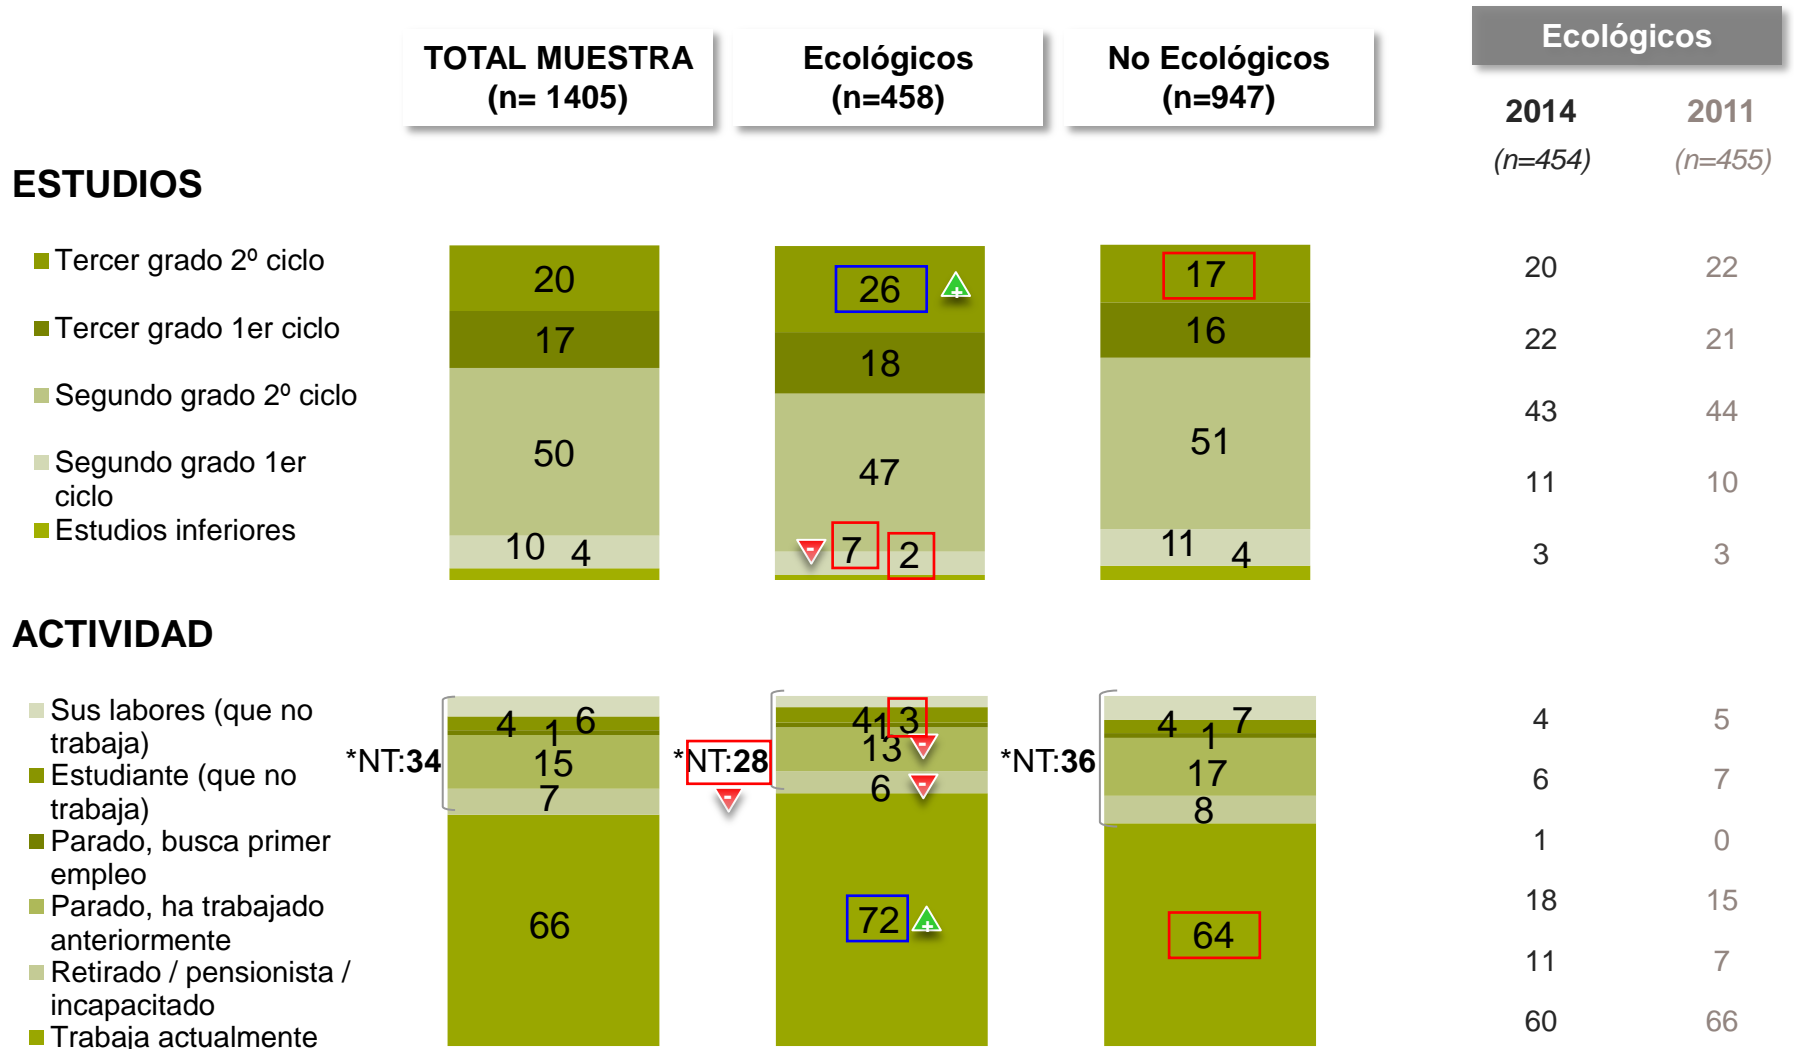 TOTAL MUESTRA
(n= 1405)
Ecológicos
(n=458)
No Ecológicos
(n=947)
Ecológicos
2014
2011
(n=454)
(n=455)
ESTUDIOS
Tercer grado 2º ciclo
20
26
+
17
20
22
Tercer grado 1er ciclo
17
18
16
22
21
Segundo grado 2º ciclo
50
47
51
43
44
Segundo grado 1er
ciclo
10
- 7
11
11
10
Estudios inferiores
4
2
4
3
3
ACTIVIDAD
Sus labores (que no
trabaja)
6
3
7
4
5
Estudiante (que no
trabaja)
4
4
4
6
7
Parado, busca primer
empleo
1
1
1
1
0
Parado, ha trabajado
anteriormente
15
13 -
17
18
15
Retirado / pensionista /
incapacitado
7
6 -
8
11
7
*NT:34
*NT:28
-
*NT:36
Trabaja actualmente
66
72 +
64
60
66